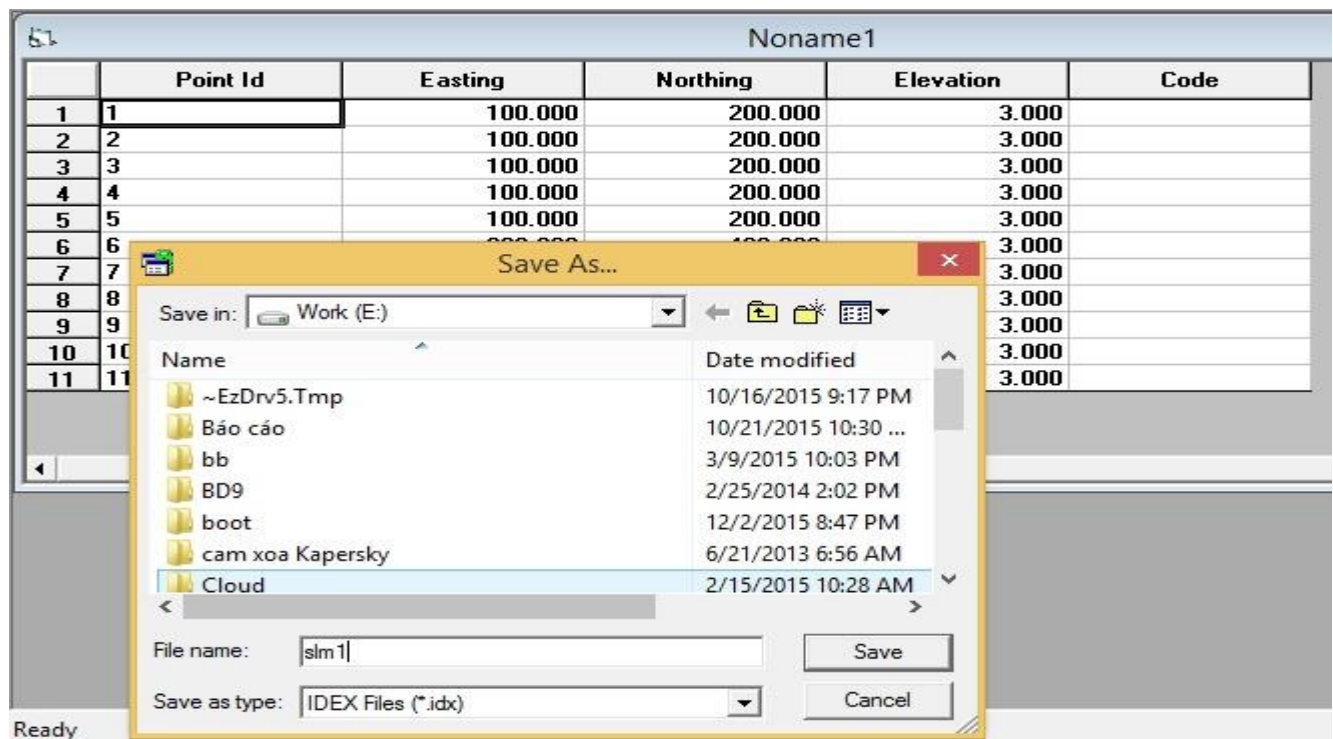 Noname1
Point Id Easting Northing Elevation Code
1 1 100.000 200.000 3.000
2 2 100.000 200.000 3.000
3 3 100.000 200.000 3.000
4 4 100.000 200.000 3.000
5 5 100.000 200.000 3.000
6 6 3.000
7 7 3.000
8 8 3.000
9 9 3.000
10 10 3.000
11 11 3.000
Save As...
Save in: Work (E:)
Name Date modified
~EzDrv5.Tmp 10/16/2015 9:17 PM
Báo cáo 10/21/2015 10:30 ...
bb 3/9/2015 10:03 PM
BD9 2/25/2014 2:02 PM
boot 12/2/2015 8:47 PM
cam xoa Kapersky 6/21/2013 6:56 AM
Cloud 2/15/2015 10:28 AM
File name: slm1
Save
Save as type: IDEX Files (*.idx)
Cancel
Ready